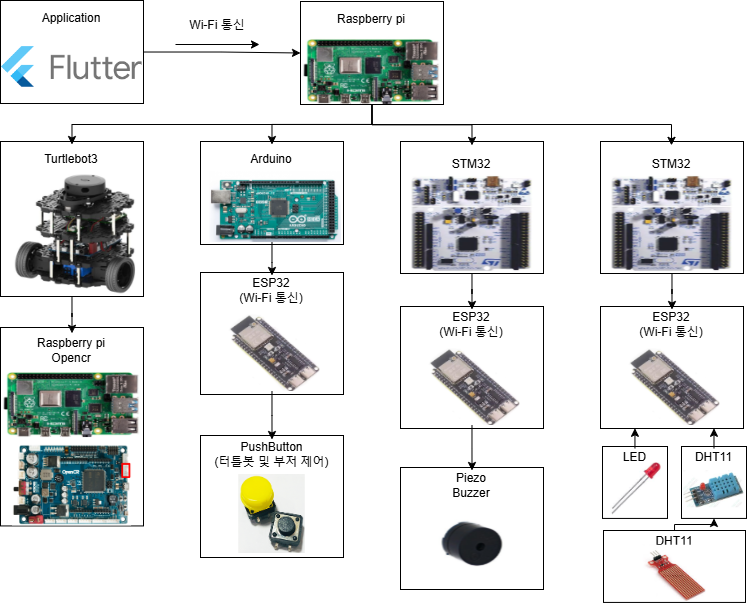 Application
Wi-Fi 통신
Raspberry pi
Flutter
Turtlebot3
Arduino
STM32
STM32
ESP32
(Wi-Fi 통신)
ESP32
(Wi-Fi 통신)
ESP32
(Wi-Fi 통신)
Raspberry pi
Opencr
PushButton
(터틀봇 및 부저 제어)
Piezo
Buzzer
LED
DHT11
DHT11